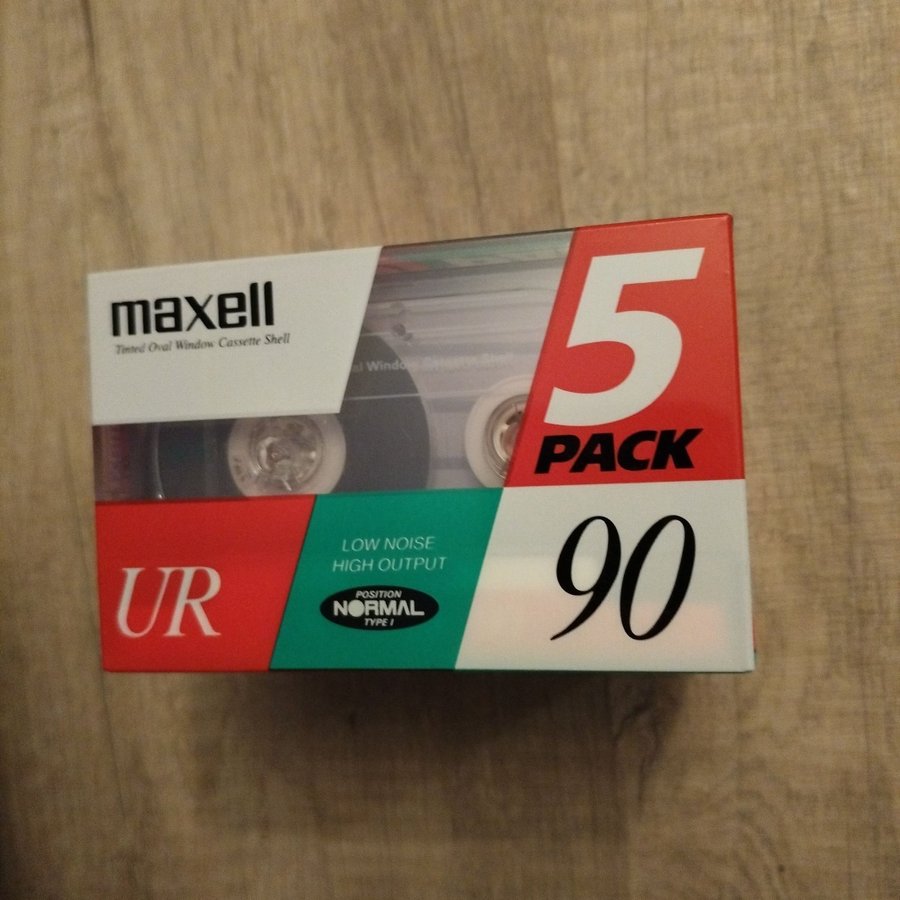 maxell
Tinted Oval Window Cassette Shell
5
PACK
UR
LOW NOISE
HIGH OUTPUT
POSITION
NORMAL
TYPE I
90